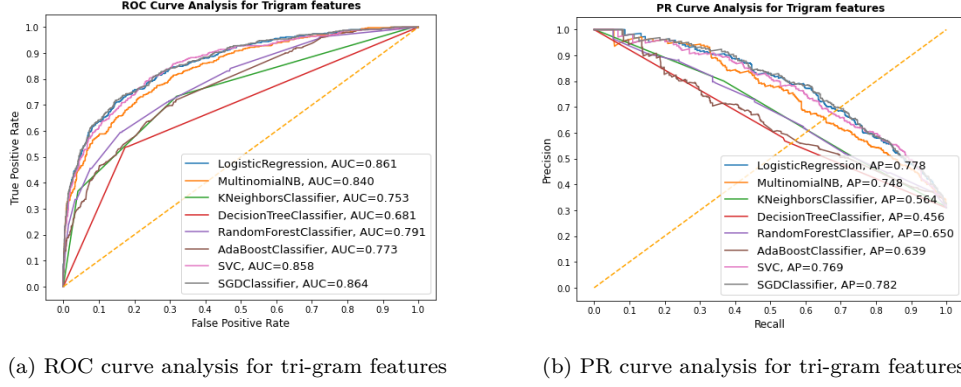 ROC Curve Analysis for Trigram features
1.0
0.9
0.8
0.7
0.6
0.5
0.4
0.3
0.2
0.1
0.0
True Positive Rate
LogisticRegression, AUC=0.861
MultinomialNB, AUC=0.840
KNeighborsClassifier, AUC=0.753
DecisionTreeClassifier, AUC=0.681
RandomForestClassifier, AUC=0.791
AdaBoostClassifier, AUC=0.773
SVC, AUC=0.858
SGDClassifier, AUC=0.864
0.0 0.1 0.2 0.3 0.4 0.5 0.6 0.7 0.8 0.9 1.0
False Positive Rate
(a) ROC curve analysis for tri-gram features
PR Curve Analysis for Trigram features
1.0
0.9
0.8
0.7
0.6
0.5
0.4
0.3
0.2
0.1
0.0
Precision
LogisticRegression, AP=0.778
MultinomialNB, AP=0.748
KNeighborsClassifier, AP=0.564
DecisionTreeClassifier, AP=0.456
RandomForestClassifier, AP=0.650
AdaBoostClassifier, AP=0.639
SVC, AP=0.769
SGDClassifier, AP=0.782
0.0 0.1 0.2 0.3 0.4 0.5 0.6 0.7 0.8 0.9 1.0
Recall
(b) PR curve analysis for tri-gram features